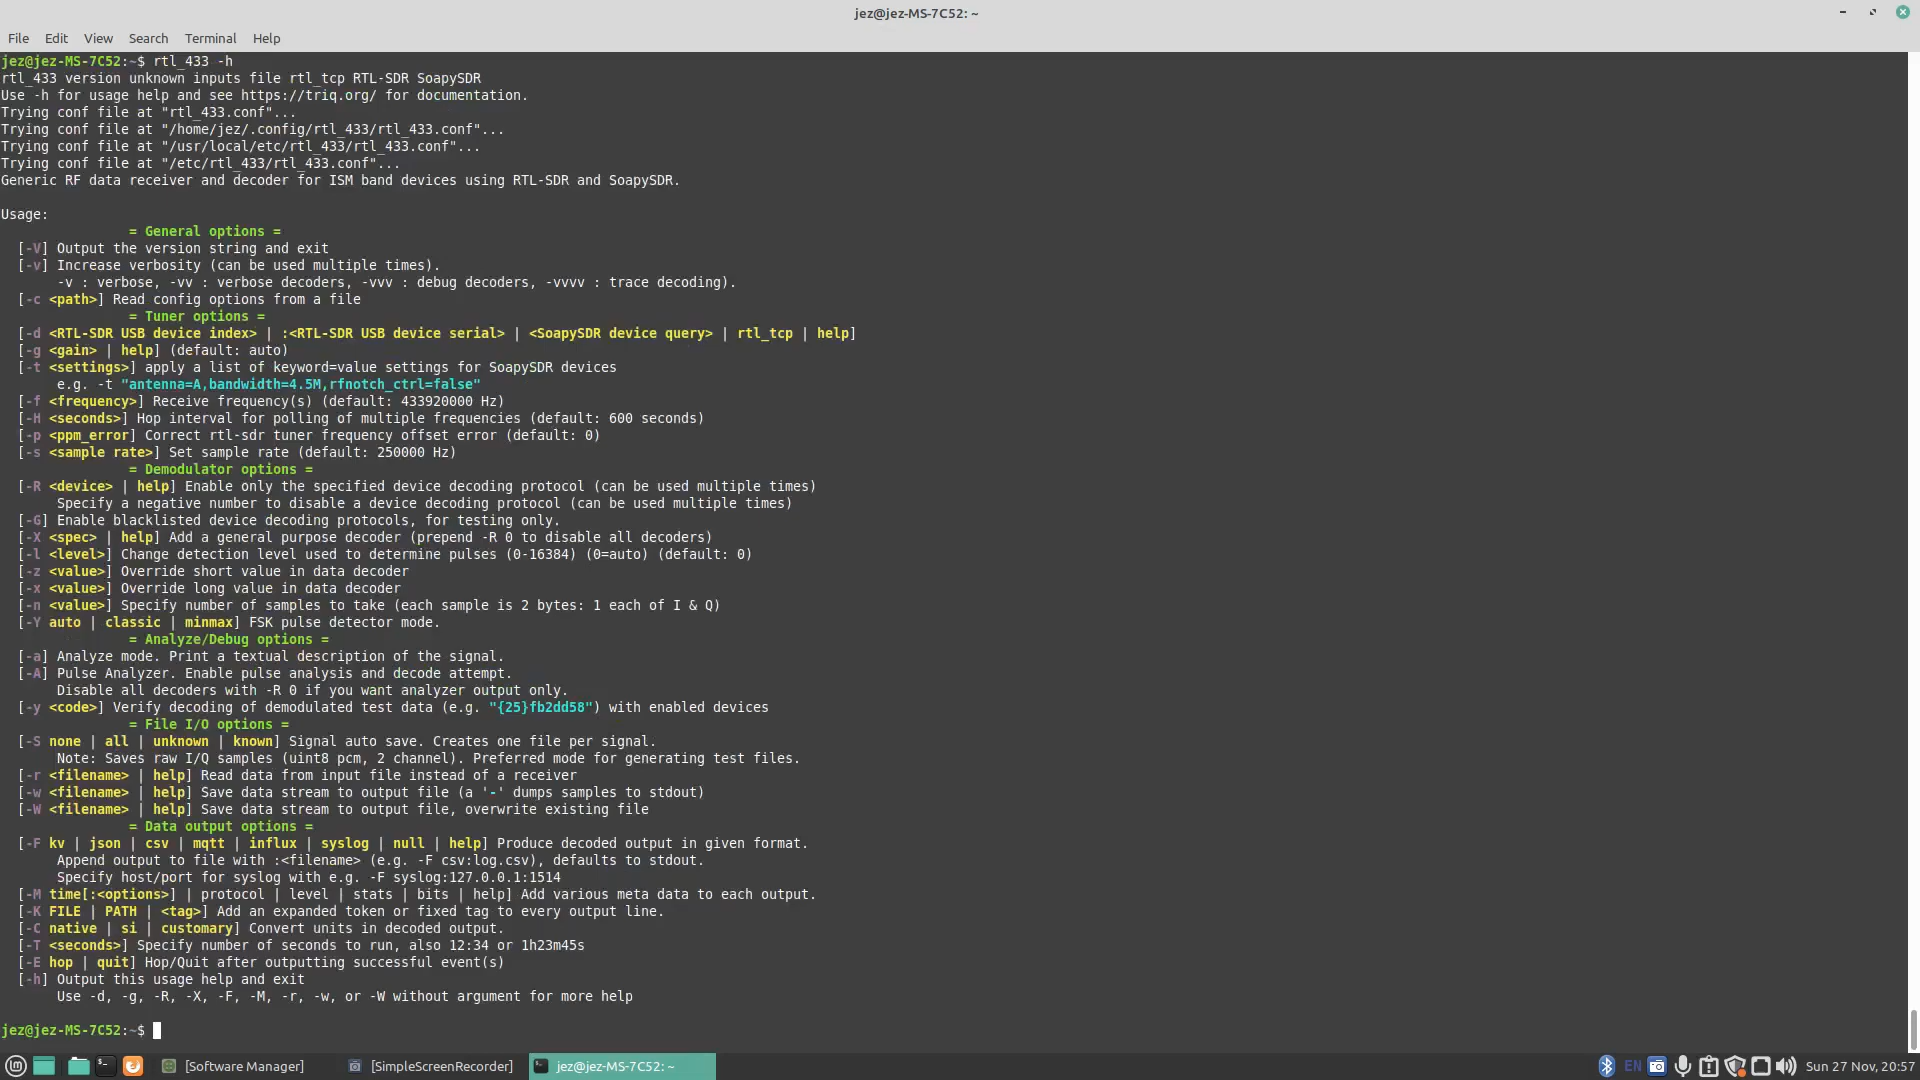 jez@jez-MS-7C52: ~
File Edit View Search Terminal Help
jez@jez-MS-7C52:~$ rtl_433 -h
rtl_433 version unknown inputs file rtl_tcp RTL-SDR SoapySDR
Use -h for usage help and see https://triq.org/ for documentation.
Trying conf file at "rtl_433.conf"...
Trying conf file at "/home/jez/.config/rtl_433/rtl_433.conf"...
Trying conf file at "/usr/local/etc/rtl_433/rtl_433.conf"...
Trying conf file at "/etc/rtl_433/rtl_433.conf"...
Generic RF data receiver and decoder for ISM band devices using RTL-SDR and SoapySDR.
Usage:
= General options =
[-V] Output the version string and exit
[-v] Increase verbosity (can be used multiple times).
-v : verbose, -vv : verbose decoders, -vvv : debug decoders, -vvvv : trace decoding).
[-c <path>] Read config options from a file
= Tuner options =
[-d <RTL-SDR USB device index> | :<RTL-SDR USB device serial> | <SoapySDR device query> | rtl_tcp | help]
[-g <gain> | help] (default: auto)
[-t <settings>] apply a list of keyword=value settings for SoapySDR devices
e.g. -t "antenna=A,bandwidth=4.5M,rfnotch_ctrl=false"
[-f <frequency>] Receive frequency(s) (default: 433920000 Hz)
[-H <seconds>] Hop interval for polling of multiple frequencies (default: 600 seconds)
[-p <ppm_error] Correct rtl-sdr tuner frequency offset error (default: 0)
[-s <sample rate>] Set sample rate (default: 250000 Hz)
= Demodulator options =
[-R <device> | help] Enable only the specified device decoding protocol (can be used multiple times)
Specify a negative number to disable a device decoding protocol (can be used multiple times)
[-G] Enable blacklisted device decoding protocols, for testing only.
[-X <spec> | help] Add a general purpose decoder (prepend -R 0 to disable all decoders)
[-l <level>] Change detection level used to determine pulses (0-16384) (0=auto) (default: 0)
[-z <value>] Override short value in data decoder
[-x <value>] Override long value in data decoder
[-n <value>] Specify number of samples to take (each sample is 2 bytes: 1 each of I & Q)
[-Y auto | classic | minmax] FSK pulse detector mode.
= Analyze/Debug options =
[-a] Analyze mode. Print a textual description of the signal.
[-A] Pulse Analyzer. Enable pulse analysis and decode attempt.
Disable all decoders with -R 0 if you want analyzer output only.
[-y <code>] Verify decoding of demodulated test data (e.g. "{25}fb2dd58") with enabled devices
= File I/O options =
[-S none | all | unknown | known] Signal auto save. Creates one file per signal.
Note: Saves raw I/Q samples (uint8 pcm, 2 channel). Preferred mode for generating test files.
[-r <filename> | help] Read data from input file instead of a receiver
[-w <filename> | help] Save data stream to output file (a '-' dumps samples to stdout)
[-W <filename> | help] Save data stream to output file, overwrite existing file
= Data output options =
[-F kv | json | csv | mqtt | influx | syslog | null | help] Produce decoded output in given format.
Append output to file with :<filename> (e.g. -F csv:log.csv), defaults to stdout.
Specify host/port for syslog with e.g. -F syslog:127.0.0.1:1514
[-M time[:<options>] | protocol | level | stats | bits | help] Add various meta data to each output.
[-K FILE | PATH | <tag>] Add an expanded token or fixed tag to every output line.
[-C native | si | customary] Convert units in decoded output.
[-T <seconds>] Specify number of seconds to run, also 12:34 or 1h23m45s
[-E hop | quit] Hop/Quit after outputting successful event(s)
[-h] Output this usage help and exit
Use -d, -g, -R, -X, -F, -M, -r, -w, or -W without argument for more help
jez@jez-MS-7C52:~$
[Software Manager] [SimpleScreenRecorder] jez@jez-MS-7C52: ~ EN Sun 27 Nov, 20:57